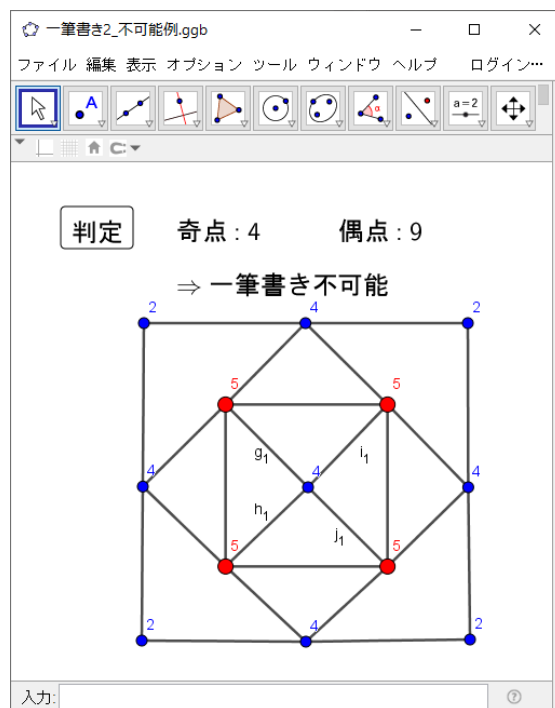 一筆書き2_不可能例.ggb
ファイル 編集 表示 オプション ツール ウィンドウ ヘルプ ログイン…
A α a=2
判定 奇点 : 4 偶点 : 9
⇒ 一筆書き不可能
2 4 2
5 5
g₁ i₁
4 4 4
h₁ j₁
5 5
2 4 2
入力: